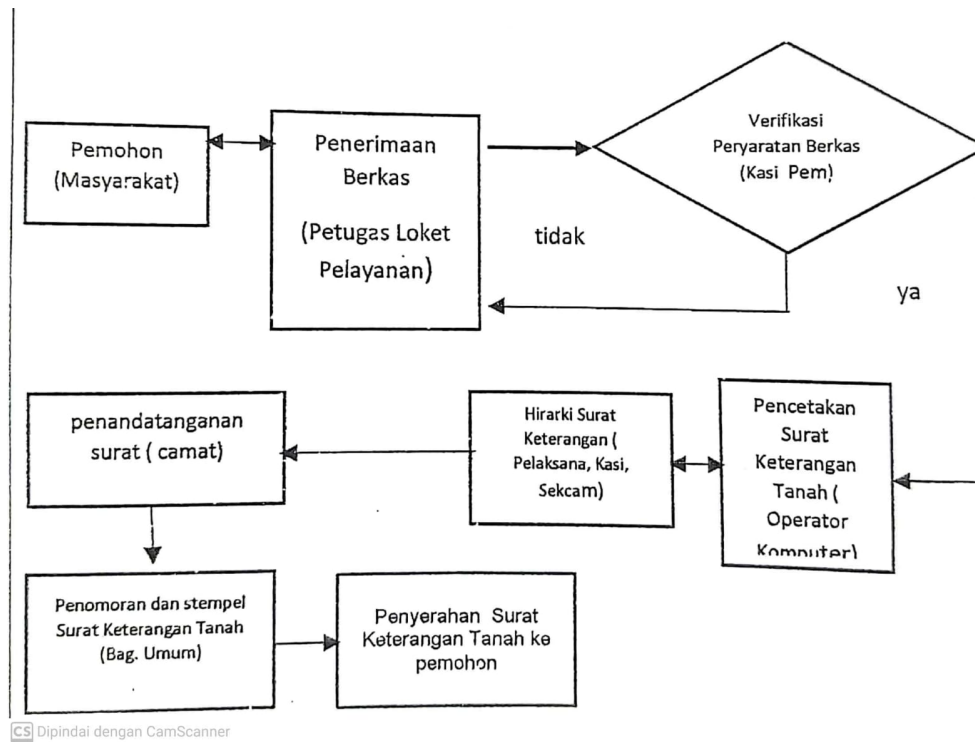 Pemohon
(Masyarakat)
Penerimaan
Berkas
(Petugas Loket
Pelayanan)
Verifikasi
Peryaratan Berkas
(Kasi Pem)
tidak
ya
Pencetakan
Surat
Keterangan
Tanah (
Operator
Komputer)
Hirarki Surat
Keterangan (
Pelaksana, Kasi,
Sekcam)
penandatanganan
surat ( camat)
Penomoran dan stempel
Surat Keterangan Tanah
(Bag. Umum)
Penyerahan Surat
Keterangan Tanah ke
pemohon
CS Dipindai dengan CamScanner